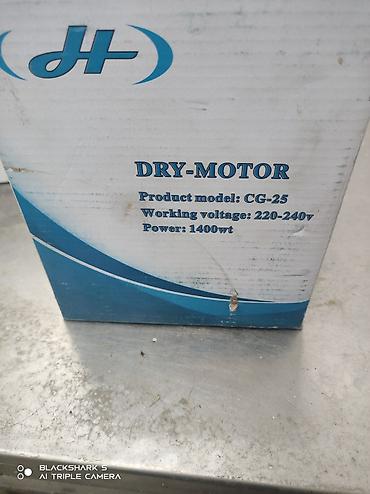 H
DRY-MOTOR
Product model: CG-25
Working voltage: 220-240v
Power: 1400wt
BLACKSHARK 5
AI TRIPLE CAMERA